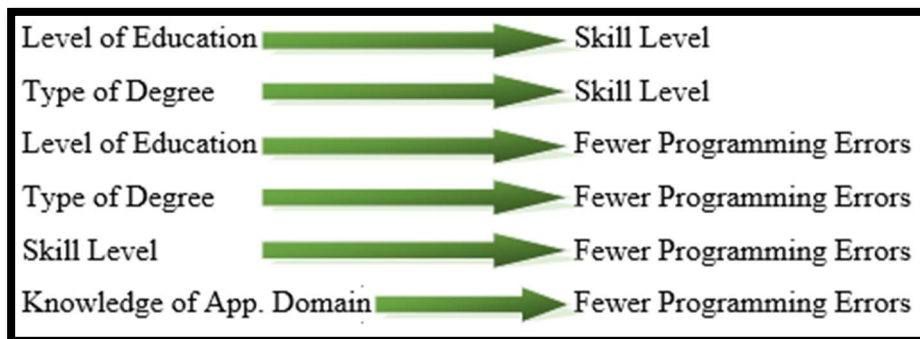 Level of Education Skill Level
Type of Degree Skill Level
Level of Education Fewer Programming Errors
Type of Degree Fewer Programming Errors
Skill Level Fewer Programming Errors
Knowledge of App. Domain Fewer Programming Errors